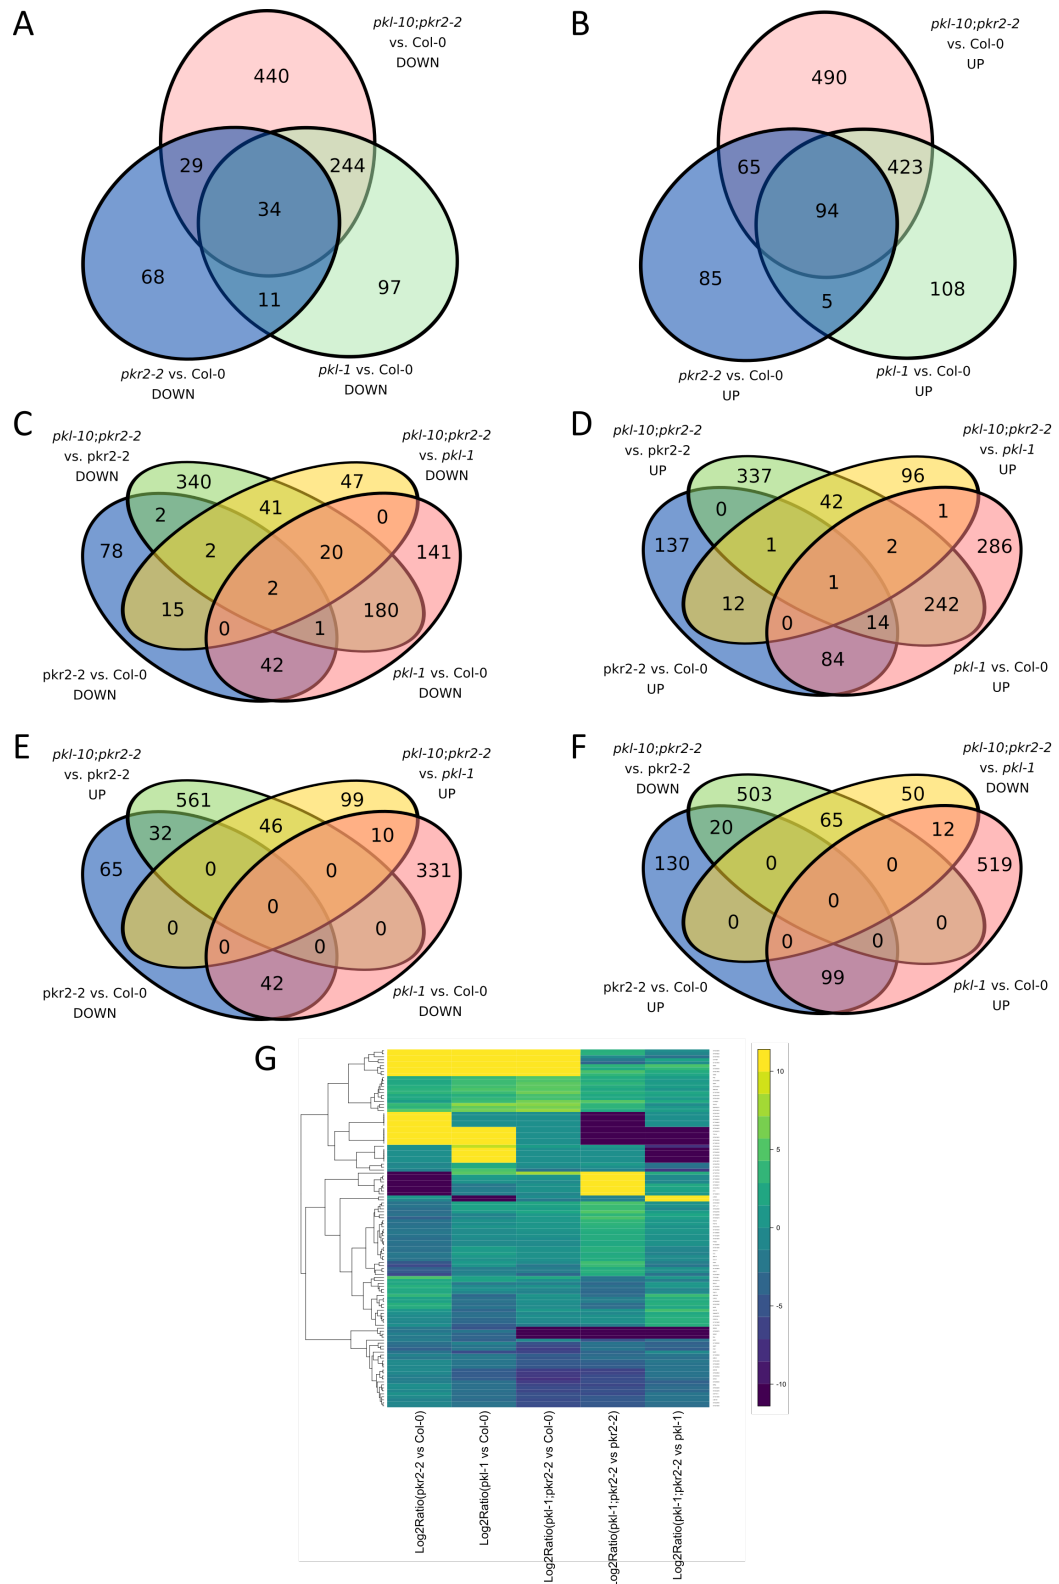 A
pkl-10;pkr2-2
vs. Col-0
DOWN
440
29
244
34
68
11
97
pkr2-2 vs. Col-0
DOWN
pkl-1 vs. Col-0
DOWN
B
pkl-10;pkr2-2
vs. Col-0
UP
490
65
423
94
85
5
108
pkr2-2 vs. Col-0
UP
pkl-1 vs. Col-0
UP
C
pkl-10;pkr2-2
vs. pkr2-2
DOWN
pkl-10;pkr2-2
vs. pkl-1
DOWN
340
47
2
41
0
78
2
20
141
2
15
180
0
1
42
pkr2-2 vs. Col-0
DOWN
pkl-1 vs. Col-0
DOWN
D
pkl-10;pkr2-2
vs. pkr2-2
UP
pkl-10;pkr2-2
vs. pkl-1
UP
337
96
0
42
1
137
1
2
286
1
12
242
0
14
84
pkr2-2 vs. Col-0
UP
pkl-1 vs. Col-0
UP
E
pkl-10;pkr2-2
vs. pkr2-2
UP
pkl-10;pkr2-2
vs. pkl-1
UP
561
99
32
46
10
65
0
0
331
0
0
0
0
0
42
pkr2-2 vs. Col-0
DOWN
pkl-1 vs. Col-0
DOWN
F
pkl-10;pkr2-2
vs. pkr2-2
DOWN
pkl-10;pkr2-2
vs. pkl-1
DOWN
503
50
20
65
12
130
0
0
519
0
0
0
0
0
99
pkr2-2 vs. Col-0
UP
pkl-1 vs. Col-0
UP
G
10
5
0
-5
-10
Log2Ratio(pkr2-2 vs Col-0)
Log2Ratio(pkl-1 vs Col-0)
Log2Ratio(pkl-1;pkr2-2 vs Col-0)
Log2Ratio(pkl-1;pkr2-2 vs pkr2-2)
Log2Ratio(pkl-1;pkr2-2 vs pkl-1)